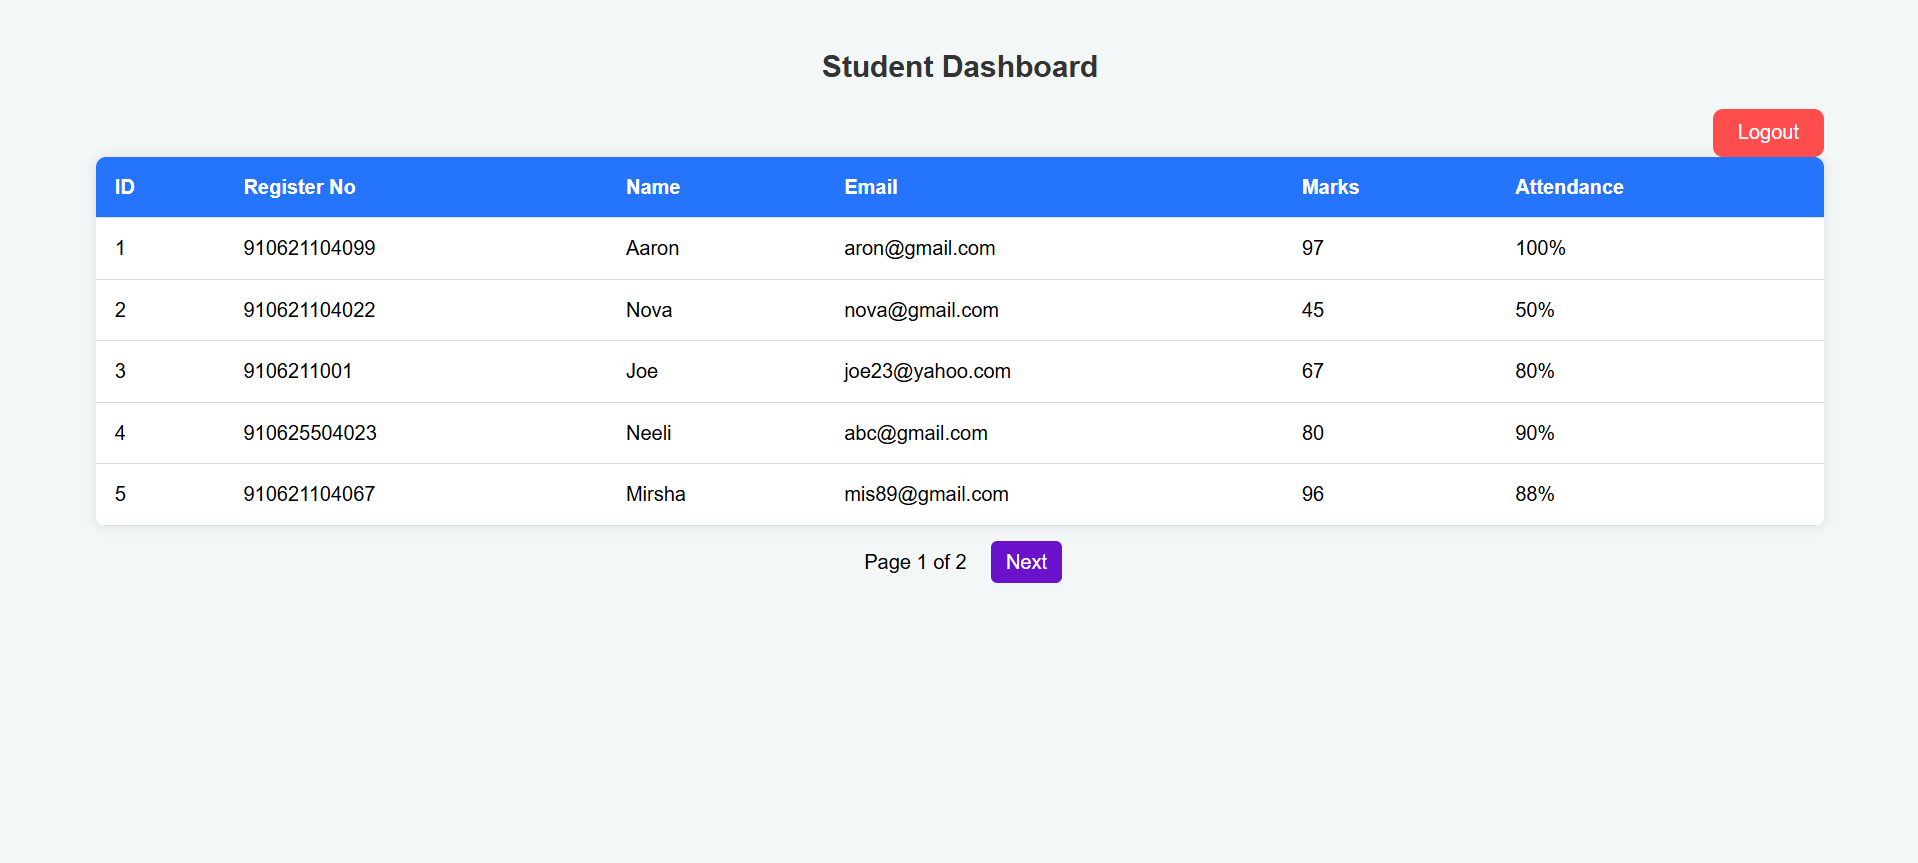 Student Dashboard
Logout
ID Register No Name Email Marks Attendance
1 910621104099 Aaron aron@gmail.com 97 100%
2 910621104022 Nova nova@gmail.com 45 50%
3 9106211001 Joe joe23@yahoo.com 67 80%
4 910625504023 Neeli abc@gmail.com 80 90%
5 910621104067 Mirsha mis89@gmail.com 96 88%
Page 1 of 2 Next